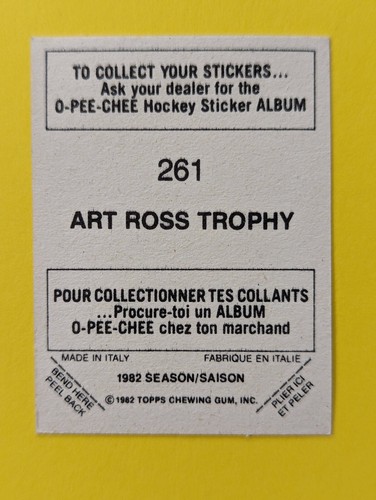 TO COLLECT YOUR STICKERS...
Ask your dealer for the
O-PEE-CHEE Hockey Sticker ALBUM
261
ART ROSS TROPHY
POUR COLLECTIONNER TES COLLANTS
...Procure-toi un ALBUM
O-PEE-CHEE chez ton marchand
MADE IN ITALY FABRIQUE EN ITALIE
BEND HERE
PEEL BACK
1982 SEASON/SAISON
©1982 TOPPS CHEWING GUM, INC.
PLIER ICI
ET PELER